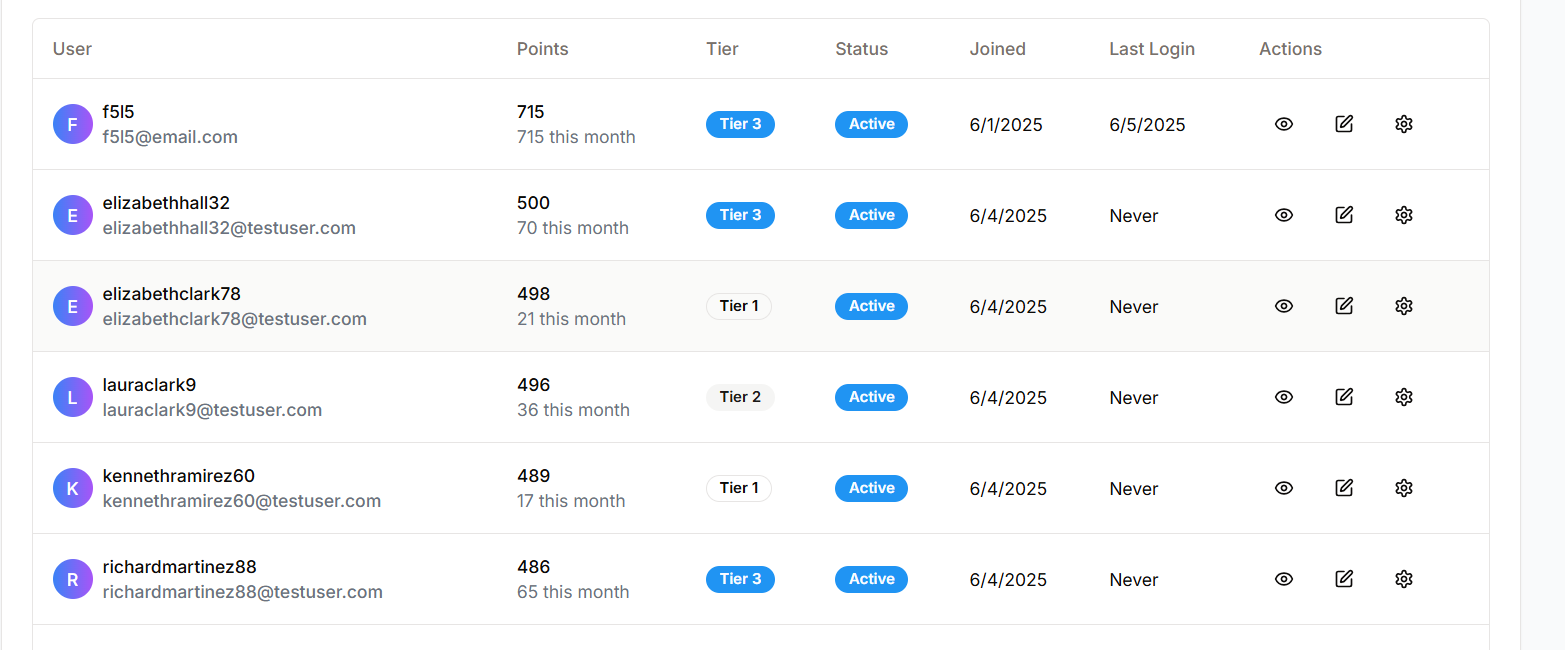 User Points Tier Status Joined Last Login Actions
F f5l5 715 Tier 3 Active 6/1/2025 6/5/2025
f5l5@email.com 715 this month
E elizabethhall32 500 Tier 3 Active 6/4/2025 Never
elizabethhall32@testuser.com 70 this month
E elizabethclark78 498 Tier 1 Active 6/4/2025 Never
elizabethclark78@testuser.com 21 this month
L lauraclark9 496 Tier 2 Active 6/4/2025 Never
lauraclark9@testuser.com 36 this month
K kennethramirez60 489 Tier 1 Active 6/4/2025 Never
kennethramirez60@testuser.com 17 this month
R richardmartinez88 486 Tier 3 Active 6/4/2025 Never
richardmartinez88@testuser.com 65 this month